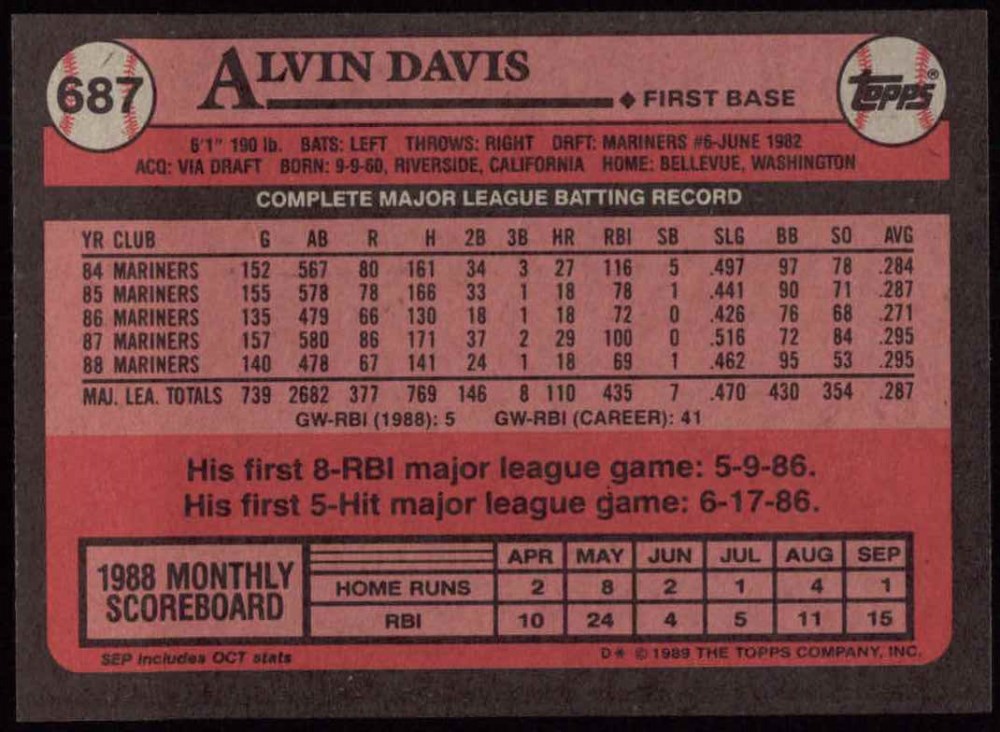 687
ALVIN DAVIS
◆ FIRST BASE
TOPPS®
6'1" 190 lb. BATS: LEFT THROWS: RIGHT DRFT: MARINERS #6-JUNE 1982
ACQ: VIA DRAFT BORN: 9-9-60, RIVERSIDE, CALIFORNIA HOME: BELLEVUE, WASHINGTON
COMPLETE MAJOR LEAGUE BATTING RECORD
YR CLUB G AB R H 2B 3B HR RBI SB SLG BB SO AVG
84 MARINERS 152 567 80 161 34 3 27 116 5 .497 97 78 .284
85 MARINERS 155 578 78 166 33 1 18 78 1 .441 90 71 .287
86 MARINERS 135 479 66 130 18 1 18 72 0 .426 76 68 .271
87 MARINERS 157 580 86 171 37 2 29 100 0 .516 72 84 .295
88 MARINERS 140 478 67 141 24 1 18 69 1 .462 95 53 .295
MAJ. LEA. TOTALS 739 2682 377 769 146 8 110 435 7 .470 430 354 .287
GW-RBI (1988): 5 GW-RBI (CAREER): 41
His first 8-RBI major league game: 5-9-86.
His first 5-Hit major league game: 6-17-86.
1988 MONTHLY
SCOREBOARD
APR MAY JUN JUL AUG SEP
HOME RUNS 2 8 2 1 4 1
RBI 10 24 4 5 11 15
SEP includes OCT stats
D* © 1989 THE TOPPS COMPANY, INC.